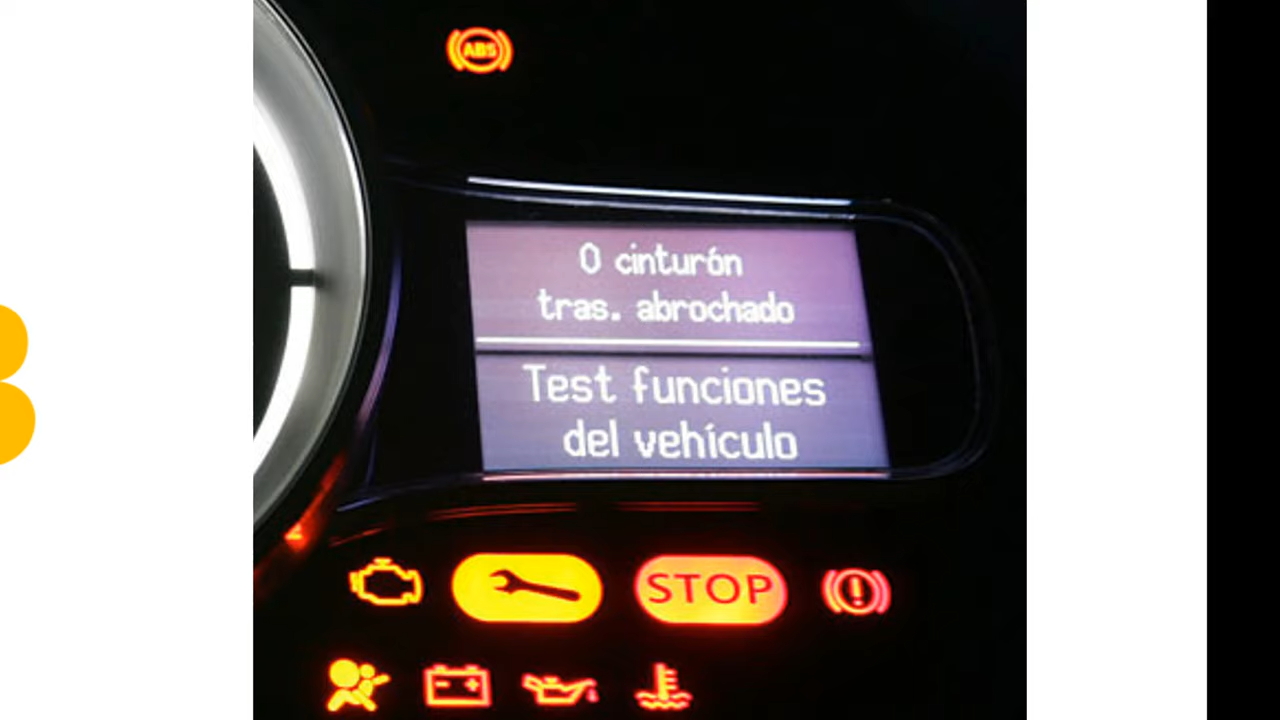 ABS
0 cinturón
tras. abrochado
Test funciones
del vehículo
STOP